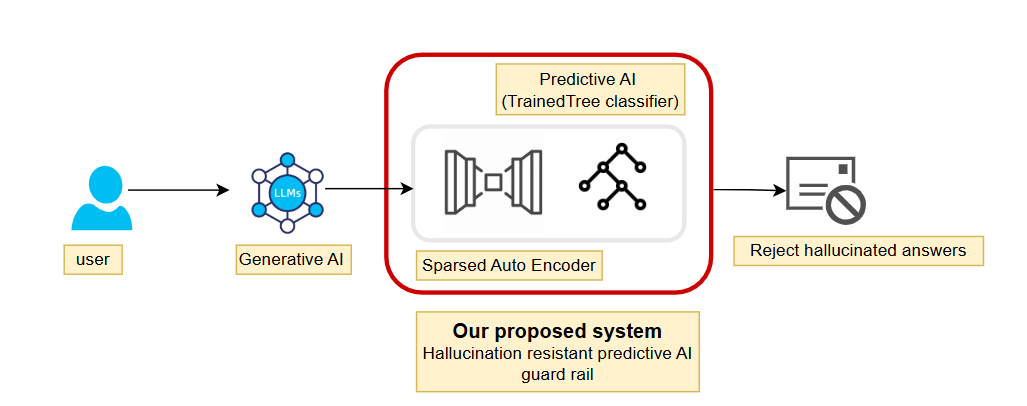 Predictive AI
(TrainedTree classifier)
LLMs
user
Generative AI
Sparsed Auto Encoder
Reject hallucinated answers
Our proposed system
Hallucination resistant predictive AI
guard rail